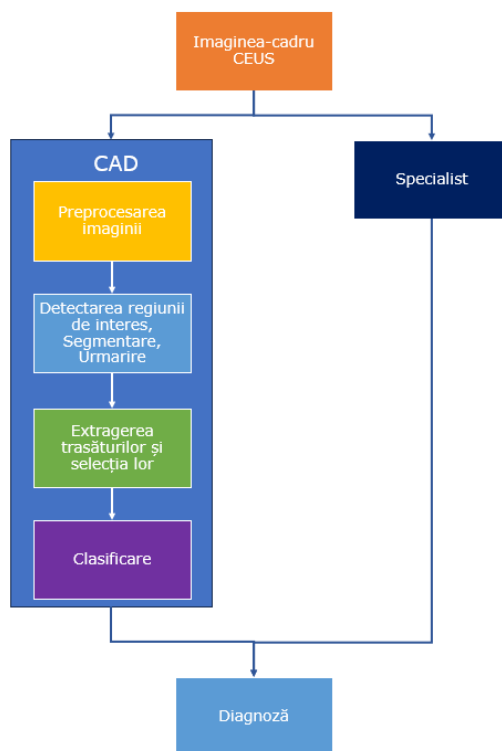 Imaginea-cadru
CEUS
CAD
Preprocesarea
imaginii
Detectarea regiunii
de interes,
Segmentare,
Urmarire
Extragerea
trasăturilor și
selecția lor
Clasificare
Specialist
Diagnoză